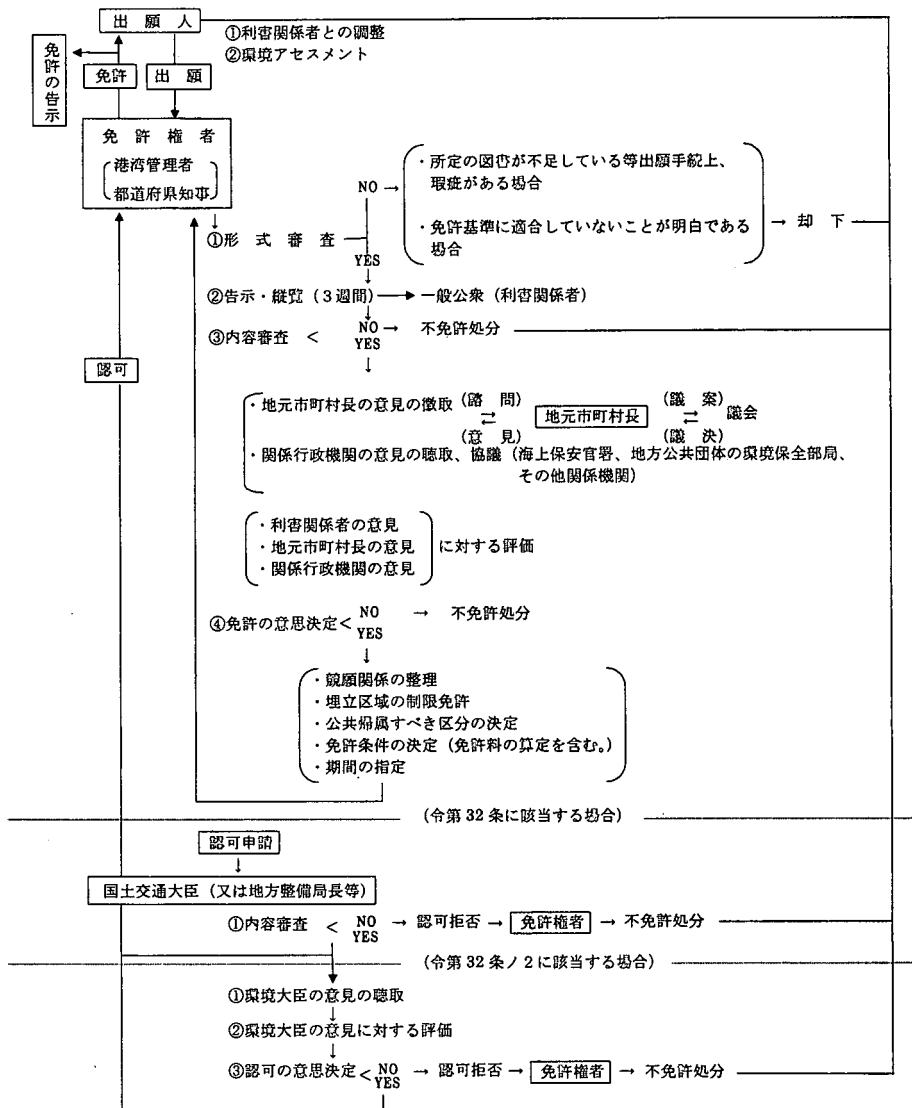 出願人
①利害関係者との調整
②環境アセスメント
免許の告示
免許
出願
免許権者
港湾管理者
都道府県知事
・所定の図書が不足している等出願手続上、
瑕疵がある場合
NO
・免許基準に適合していないことが明白である
場合
却下
①形式審査
YES
②告示・縦覧(3週間) 一般公衆(利害関係者)
③内容審査 < NO → 不免許処分
YES
認可
・地元市町村長の意見の徴取 (諮問) 地元市町村長 (議案) 議会
(意見) (議決)
・関係行政機関の意見の聴取、協議(海上保安官署、地方公共団体の環境保全部局、
その他関係機関)
・利害関係者の意見
・地元市町村長の意見 に対する評価
・関係行政機関の意見
④免許の意思決定 < NO → 不免許処分
YES
・競願関係の整理
・埋立区域の制限免許
・公共帰属すべき区分の決定
・免許条件の決定(免許料の算定を含む。)
・期間の指定
(令第32条に該当する場合)
認可申請
国土交通大臣(又は地方整備局長等)
①内容審査 < NO → 認可拒否 → 免許権者 → 不免許処分
YES
(令第32条ノ2に該当する場合)
①環境大臣の意見の聴取
②環境大臣の意見に対する評価
③認可の意思決定 < NO → 認可拒否 → 免許権者 → 不免許処分
YES